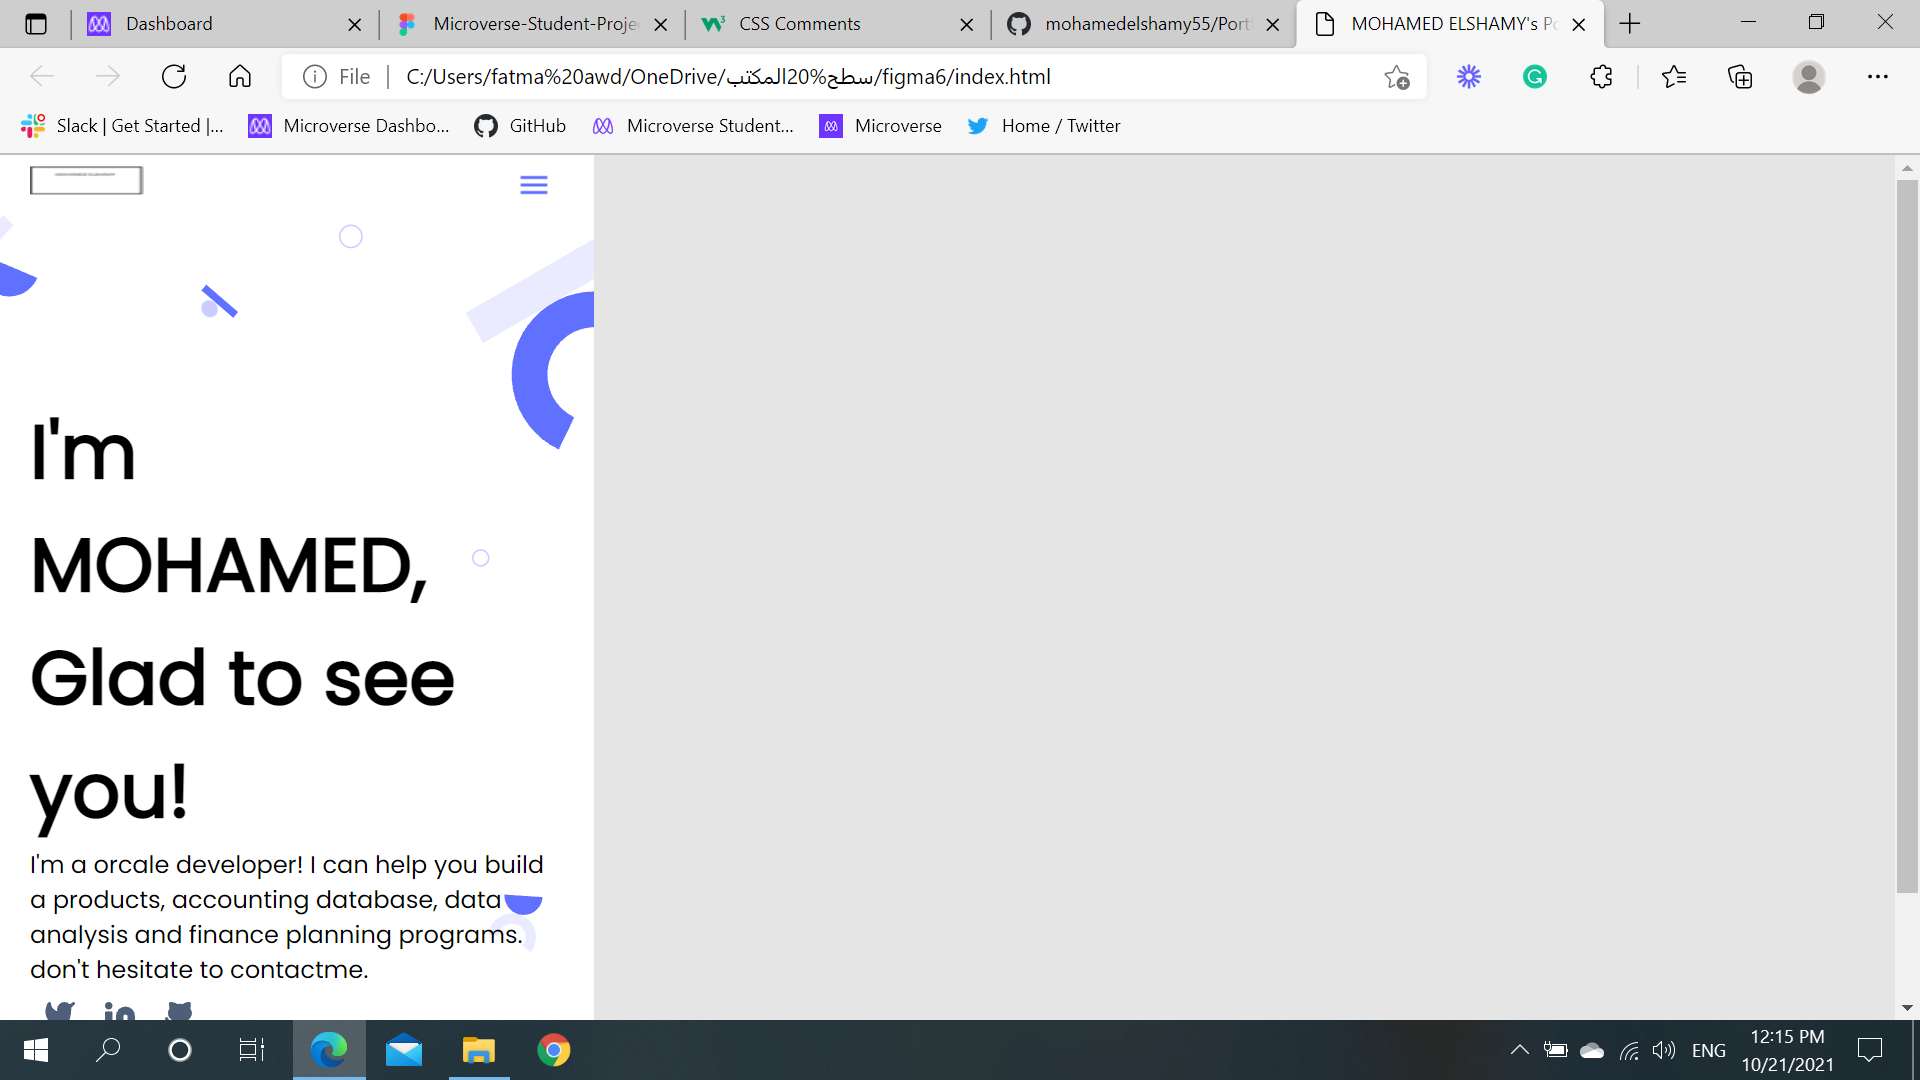 Dashboard
Microverse-Student-Projec
CSS Comments
mohamedelshamy55/Port
MOHAMED ELSHAMY's Po
File
C:/Users/fatma%20awd/OneDrive/سطح%20المكتب/figma6/index.html
Slack | Get Started |...
Microverse Dashbo...
GitHub
Microverse Student...
Microverse
Home / Twitter
I'm
MOHAMED,
Glad to see
you!
I'm a orcale developer! I can help you build
a products, accounting database, data
analysis and finance planning programs.
don't hesitate to contactme.
ENG
12:15 PM
10/21/2021